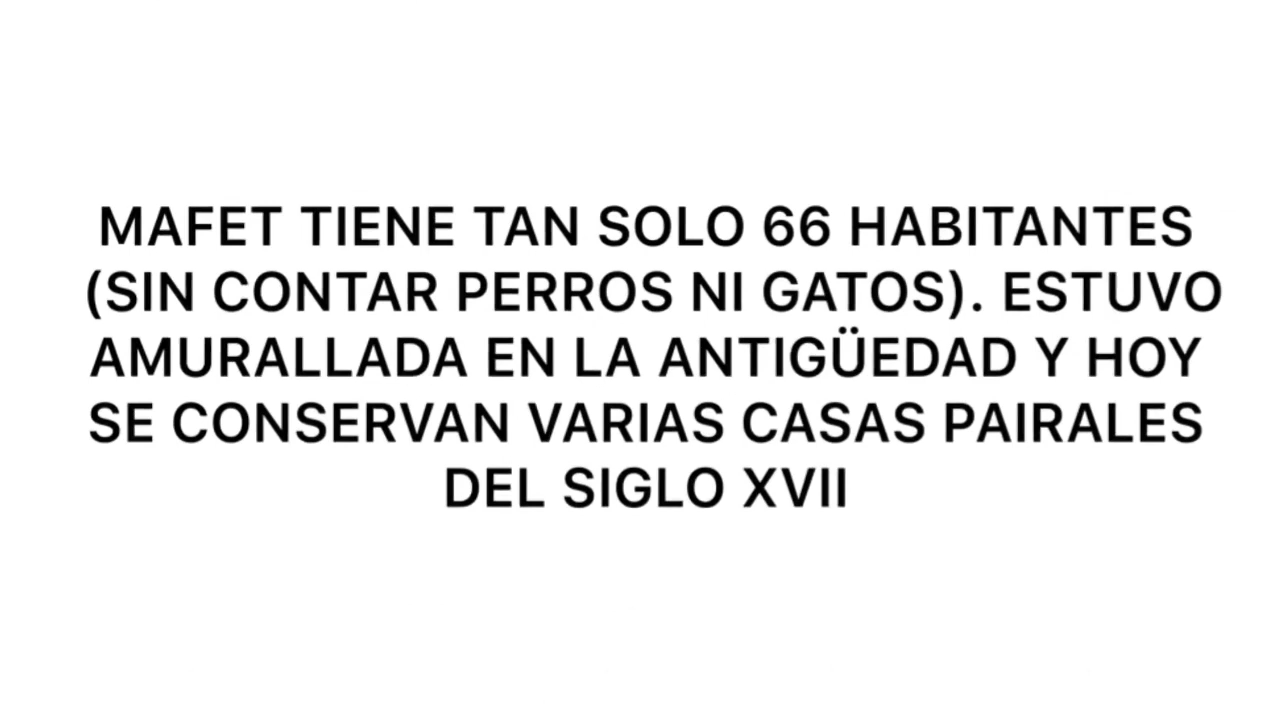 MAFET TIENE TAN SOLO 66 HABITANTES
(SIN CONTAR PERROS NI GATOS). ESTUVO
AMURALLADA EN LA ANTIGÜEDAD Y HOY
SE CONSERVAN VARIAS CASAS PAIRALES
DEL SIGLO XVII